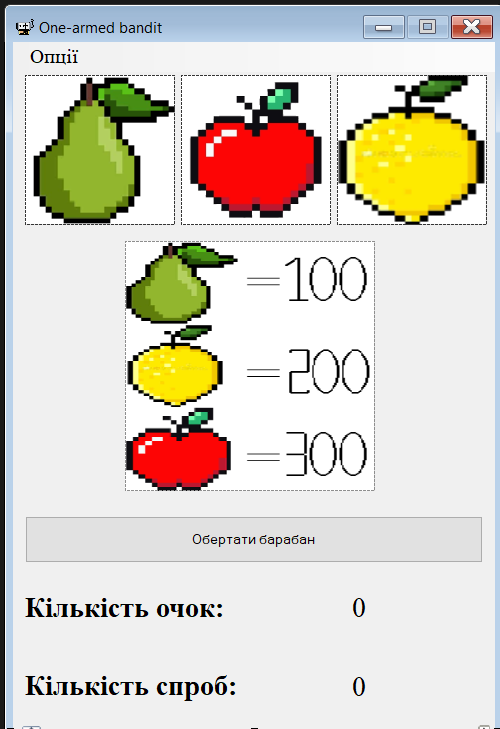 One-armed bandit
Опції
=100
=200
=300
Обертати барабан
Кількість очок: 0
Кількість спроб: 0